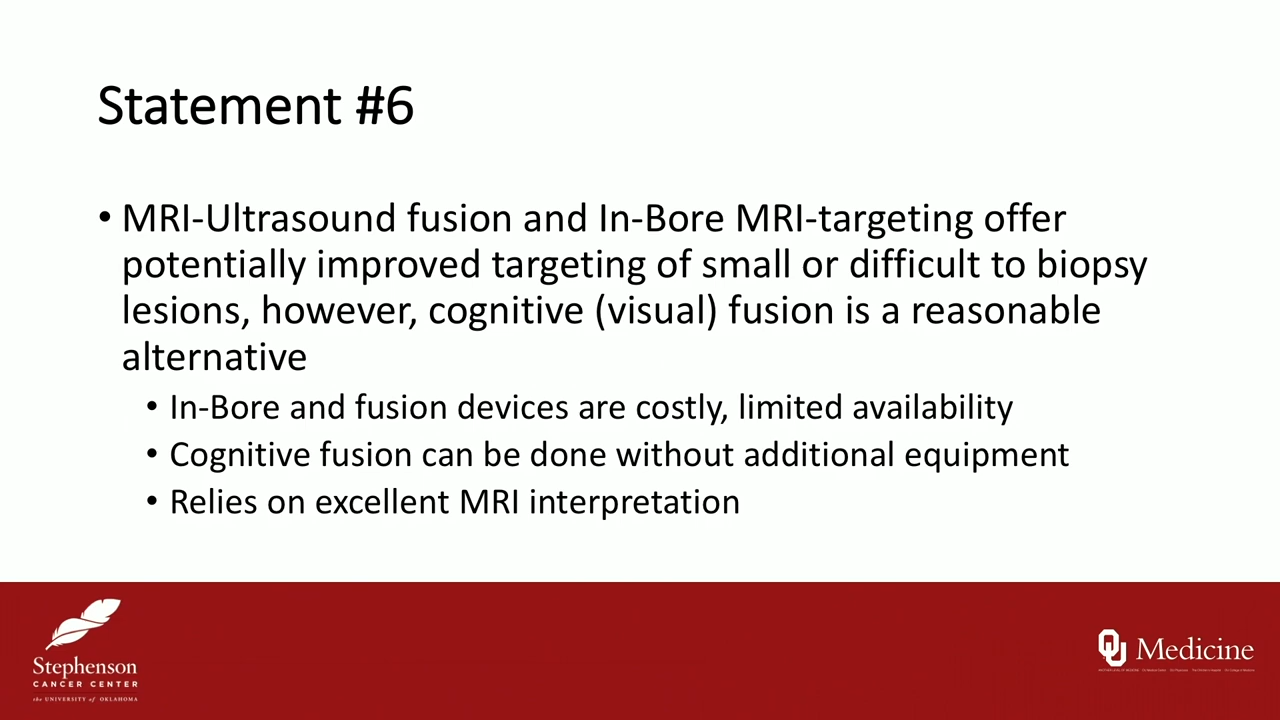 Statement #6
• MRI-Ultrasound fusion and In-Bore MRI-targeting offer
potentially improved targeting of small or difficult to biopsy
lesions, however, cognitive (visual) fusion is a reasonable
alternative
• In-Bore and fusion devices are costly, limited availability
• Cognitive fusion can be done without additional equipment
• Relies on excellent MRI interpretation
Stephenson
CANCER CENTER
the UNIVERSITY of OKLAHOMA
OU Medicine